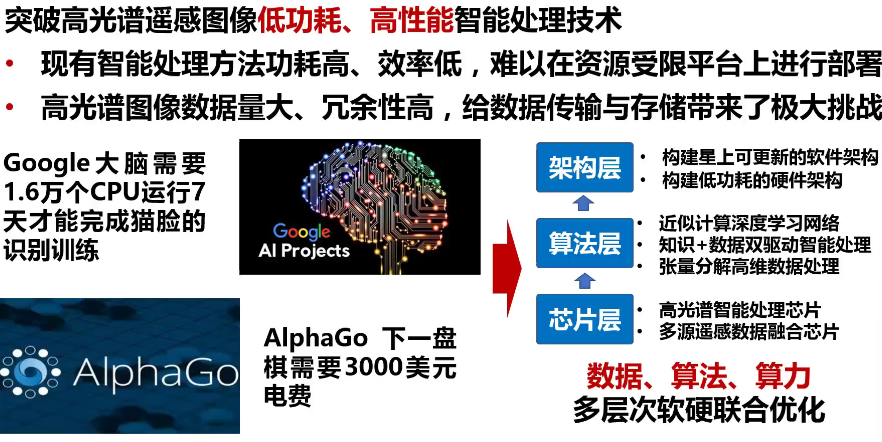 突破高光谱遥感图像低功耗、高性能智能处理技术
• 现有智能处理方法功耗高、效率低，难以在资源受限平台上进行部署
• 高光谱图像数据量大、冗余性高，给数据传输与存储带来了极大挑战
Google大脑需要
1.6万个CPU运行7
天才能完成猫脸的
识别训练
Google
AI Projects
AlphaGo
AlphaGo 下一盘
棋需要3000美元
电费
架构层
• 构建星上可更新的软件架构
• 构建低功耗的硬件架构
算法层
• 近似计算深度学习网络
• 知识+数据双驱动智能处理
• 张量分解高维数据处理
芯片层
• 高光谱智能处理芯片
• 多源遥感数据融合芯片
数据、算法、算力
多层次软硬联合优化